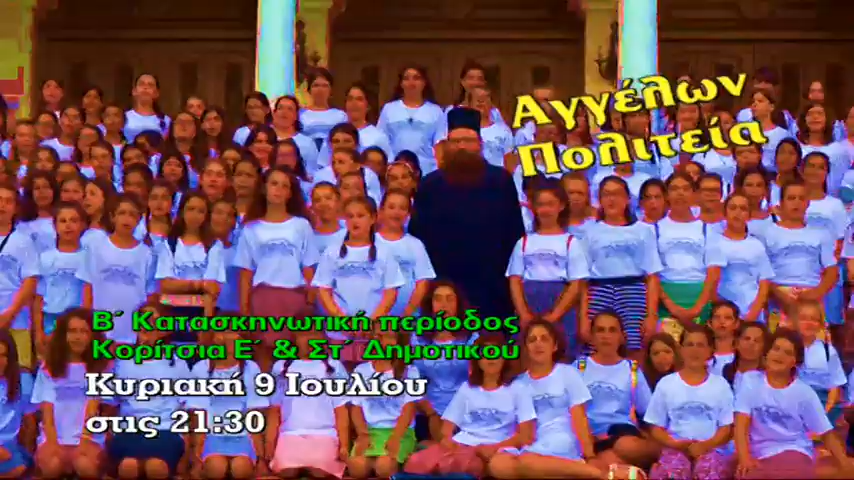 Αγγέλων
Πολιτεία
Β΄ Κατασκηνωτική περίοδος
Κορίτσια Ε΄ & Στ΄ Δημοτικού
Κυριακή 9 Ιουλίου
στις 21:30